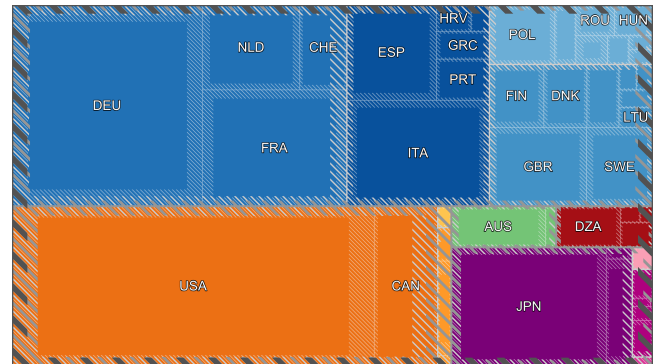 HRV
ROU
HUN
POL
NLD
CHE
ESP
GRC
PRT
DEU
FIN
DNK
LTU
FRA
ITA
GBR
SWE
AUS
DZA
USA
CAN
JPN